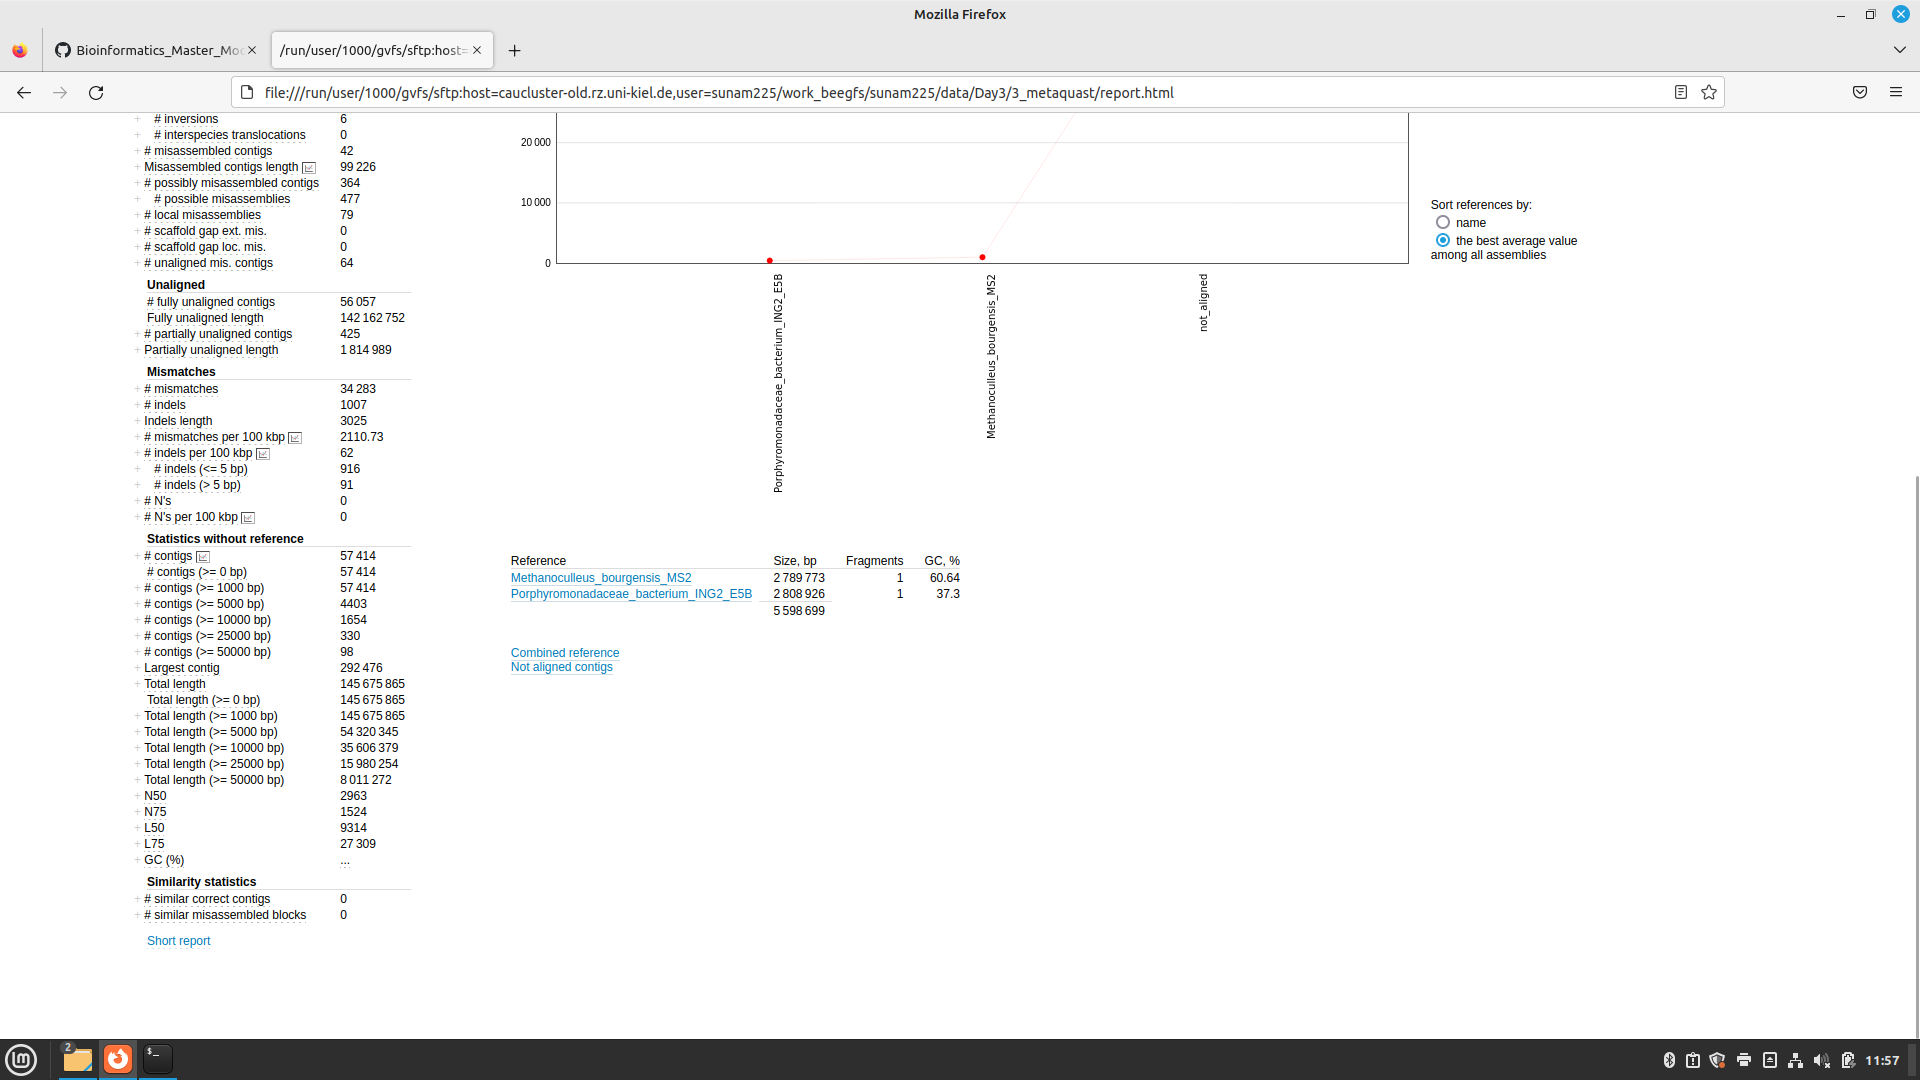 Mozilla Firefox
Bioinformatics_Master_Moc
/run/user/1000/gvfs/sftp:host=
file:///run/user/1000/gvfs/sftp:host=caucluster-old.rz.uni-kiel.de,user=sunam225/work_beegfs/sunam225/data/Day3/3_metaquast/report.html
# inversions 6
# interspecies translocations 0
# misassembled contigs 42
Misassembled contigs length 99 226
# possibly misassembled contigs 364
# possible misassemblies 477
# local misassemblies 79
# scaffold gap ext. mis. 0
# scaffold gap loc. mis. 0
# unaligned mis. contigs 64
Unaligned
# fully unaligned contigs 56 057
Fully unaligned length 142 162 752
# partially unaligned contigs 425
Partially unaligned length 1 814 989
Mismatches
# mismatches 34 283
# indels 1007
Indels length 3025
# mismatches per 100 kbp 2110.73
# indels per 100 kbp 62
# indels (<= 5 bp) 916
# indels (> 5 bp) 91
# N's 0
# N's per 100 kbp 0
Statistics without reference
# contigs 57 414
# contigs (>= 0 bp) 57 414
# contigs (>= 1000 bp) 57 414
# contigs (>= 5000 bp) 4403
# contigs (>= 10000 bp) 1654
# contigs (>= 25000 bp) 330
# contigs (>= 50000 bp) 98
Largest contig 292 476
Total length 145 675 865
Total length (>= 0 bp) 145 675 865
Total length (>= 1000 bp) 145 675 865
Total length (>= 5000 bp) 54 320 345
Total length (>= 10000 bp) 35 606 379
Total length (>= 25000 bp) 15 980 254
Total length (>= 50000 bp) 8 011 272
N50 2963
N75 1524
L50 9314
L75 27 309
GC (%) ...
Similarity statistics
# similar correct contigs 0
# similar misassembled blocks 0
Short report
20 000
10 000
0
Porphyromonadaceae_bacterium_ING2_E5B
Methanoculleus_bourgensis_MS2
not_aligned
Sort references by:
name
the best average value
among all assemblies
Reference Size, bp Fragments GC, %
Methanoculleus_bourgensis_MS2 2 789 773 1 60.64
Porphyromonadaceae_bacterium_ING2_E5B 2 808 926 1 37.3
5 598 699
Combined reference
Not aligned contigs
2
$_
11:57